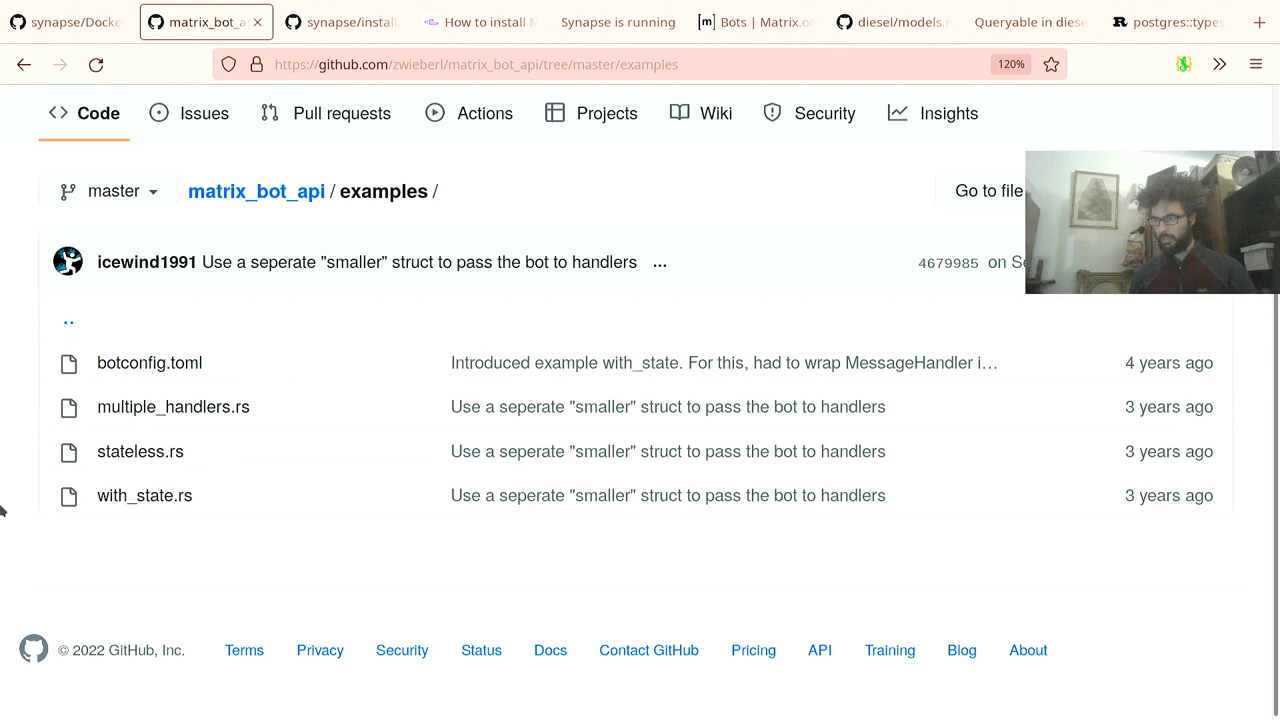 synapse/Docke
matrix_bot_a
synapse/install.
How to install M
Synapse is running
Bots | Matrix.o
diesel/models.
Queryable in diese
postgres::types
https://github.com/zwieberl/matrix_bot_api/tree/master/examples
120%
Code
Issues
Pull requests
Actions
Projects
Wiki
Security
Insights
master
matrix_bot_api / examples /
Go to file
icewind1991 Use a seperate "smaller" struct to pass the bot to handlers ...
4679985 on Se
..
botconfig.toml Introduced example with_state. For this, had to wrap MessageHandler i… 4 years ago
multiple_handlers.rs Use a seperate "smaller" struct to pass the bot to handlers 3 years ago
stateless.rs Use a seperate "smaller" struct to pass the bot to handlers 3 years ago
with_state.rs Use a seperate "smaller" struct to pass the bot to handlers 3 years ago
© 2022 GitHub, Inc. Terms Privacy Security Status Docs Contact GitHub Pricing API Training Blog About